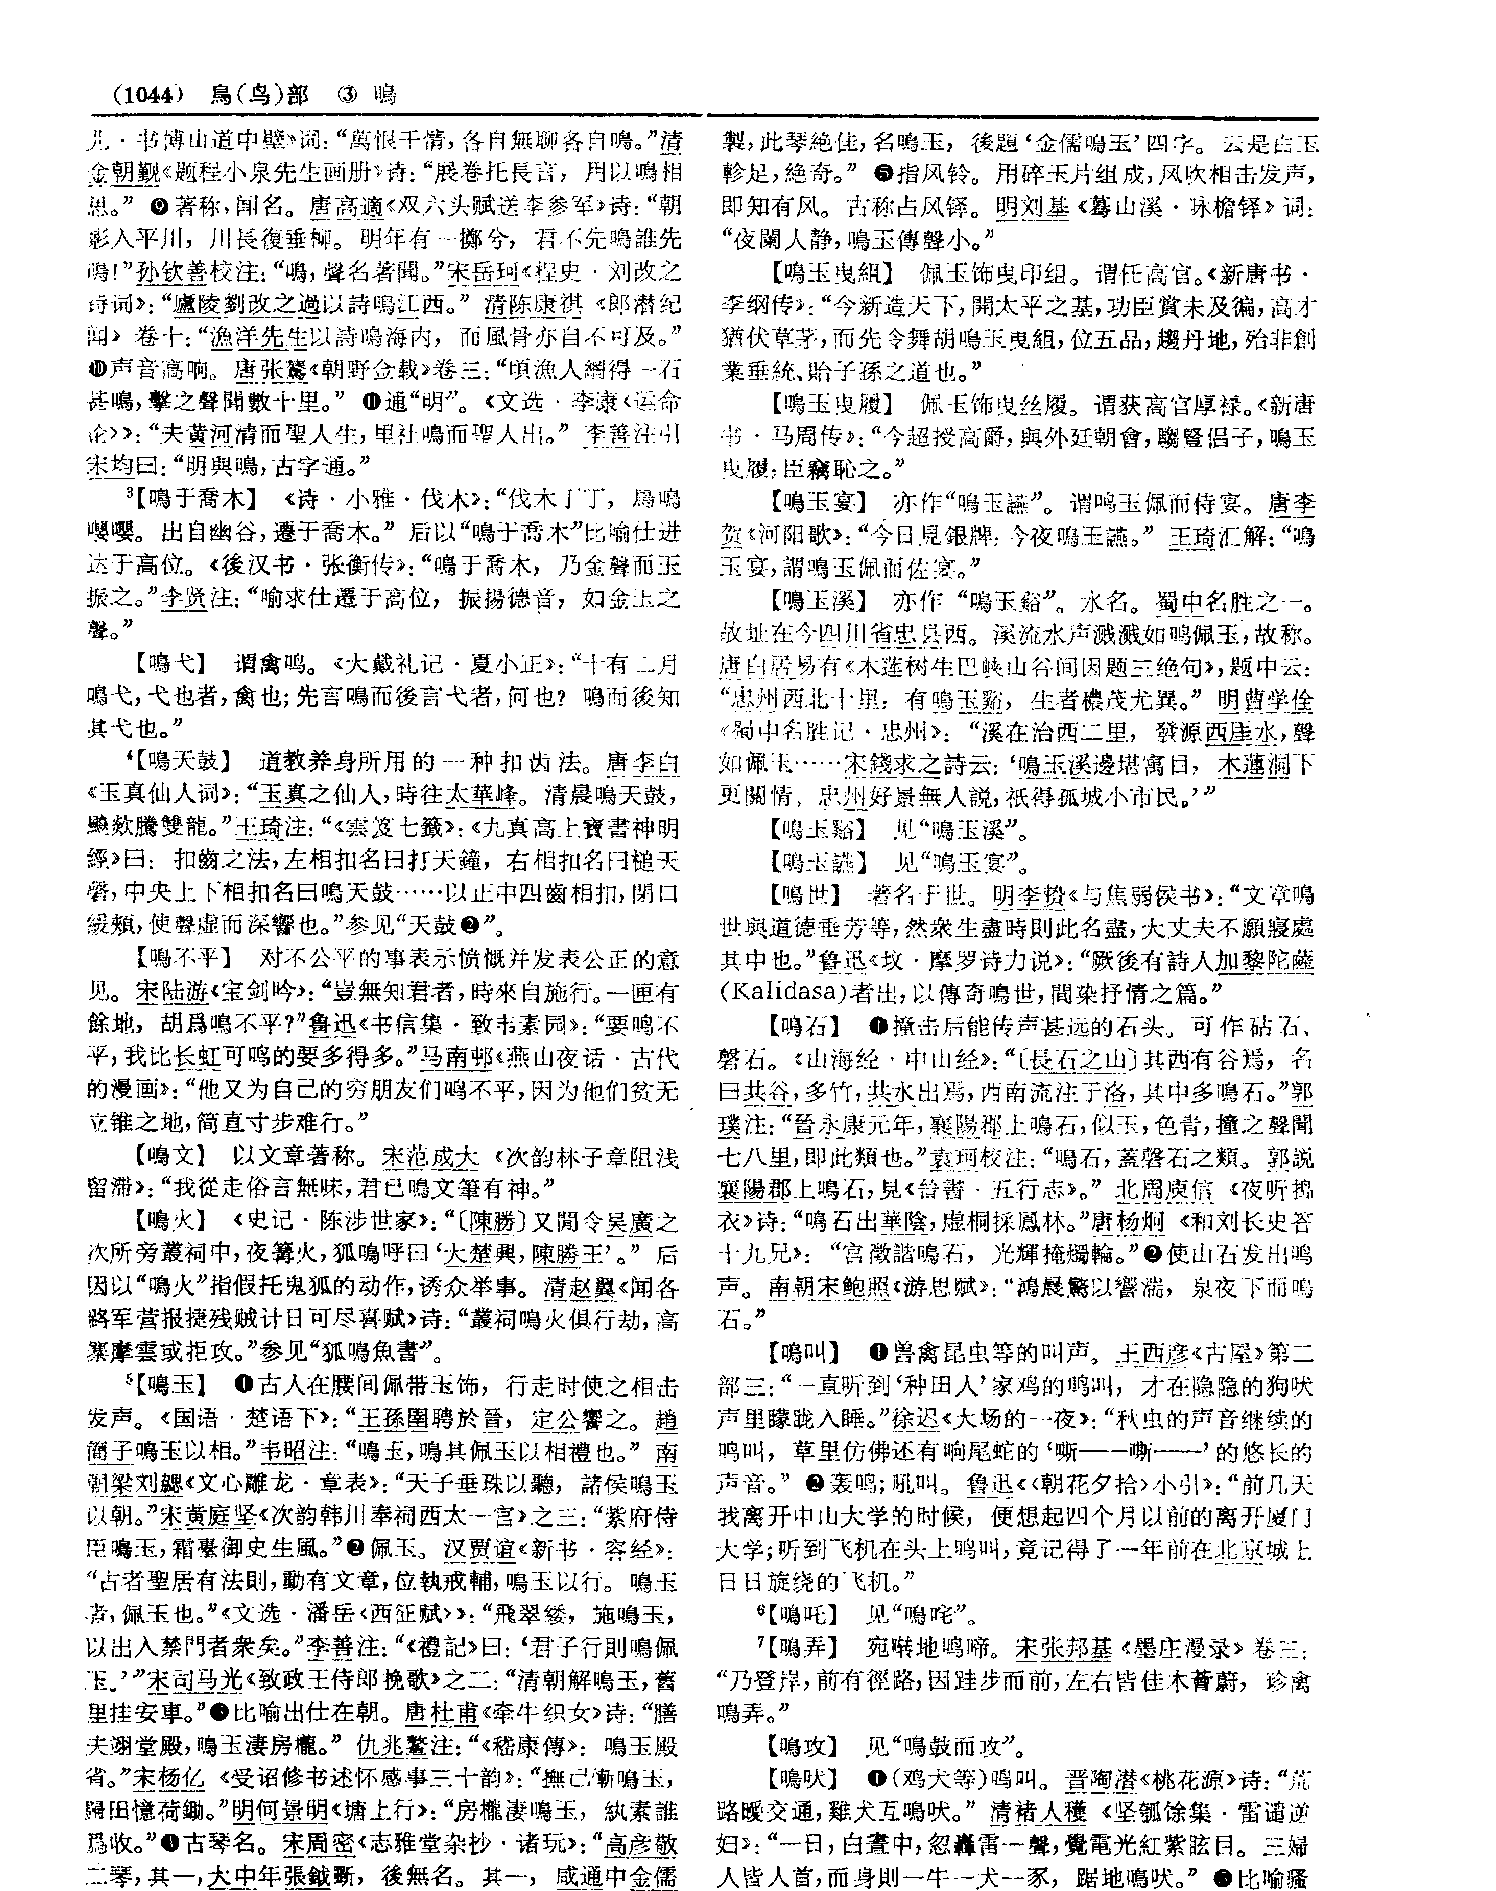 (1044) 鳥(鸟)部 ③ 鳴
儿·书博山道中壁》词：“萬恨千情，各自無聊各自鳴。”清
金朝觐《题程小泉先生画册》诗：“展卷托長言，用以鳴相
思。” ❾著称，闻名。唐高適《双六头赋送李参军》诗：“朝
影入平川，川長復垂柳。明年有一擲分，君不先鳴誰先
鳴！”孙钦善校注：“鳴，聲名著聞。”宋岳珂《桯史·刘改之
诗词》：“廬陵劉改之過以詩鳴江西。” 清陈康祺《郎潜纪
闻》卷十：“漁洋先生以詩鳴海内，而風骨亦自不可及。”
❿声音高响。唐张鷟《朝野佥载》卷三：“頃漁人網得一石
甚鳴，擊之聲聞數十里。” ⓫通“明”。《文选·李康〈运命
论〉》：“夫黄河清而聖人生，里社鳴而聖人出。” 李善注引
宋均曰：“明與鳴，古字通。”
³【鳴于喬木】 《诗·小雅·伐木》：“伐木丁丁，鳥鳴
嚶嚶。出自幽谷，遷于喬木。” 后以“鳴于喬木”比喻仕进
达于高位。《後汉书·张衡传》：“鳴于喬木，乃金聲而玉
振之。”李贤注：“喻求仕遷于高位，振揚德音，如金玉之
聲。”
【鳴弋】 谓禽鸣。《大戴礼记·夏小正》：“十有二月
鳴弋，弋也者，禽也；先言鳴而後言弋者，何也？鳴而後知
其弋也。”
⁴【鳴天鼓】 道教养身所用的一种扣齿法。唐李白
《玉真仙人词》：“玉真之仙人，時往太華峰。清晨鳴天鼓，
飈欻騰雙龍。”王琦注：“《雲笈七籤》：《九真高上寶書神明
經》曰：扣齒之法，左相扣名曰打天鐘，右相扣名曰槌天
磬，中央上下相扣名曰鳴天鼓……以正中四齒相扣，閉口
緩頰，使聲虚而深響也。”参见“天鼓❷”。
【鳴不平】 对不公平的事表示愤慨并发表公正的意
见。宋陆游《宝剑吟》：“豈無知君者，時來自施行。一匣有
餘地，胡爲鳴不平？”鲁迅《书信集·致韦素园》：“要鸣不
平，我比长虹可鸣的要多得多。”马南邨《燕山夜话·古代
的漫画》：“他又为自己的穷朋友们鸣不平，因为他们贫无
立锥之地，简直寸步难行。”
【鳴文】 以文章著称。宋范成大《次韵林子章阻浅
留滞》：“我從走俗言無味，君已鳴文筆有神。”
【鳴火】 《史记·陈涉世家》：“〔陳勝〕又閒令吴廣之
次所旁叢祠中，夜篝火，狐鳴呼曰‘大楚興，陳勝王’。” 后
因以“鳴火”指假托鬼狐的动作，诱众举事。清赵翼《闻各
路军营报捷残贼计日可尽喜赋》诗：“叢祠鳴火俱行劫，高
寨摩雲或拒攻。”参见“狐鳴魚書”。
⁵【鳴玉】 ❶古人在腰间佩带玉饰，行走时使之相击
发声。《国语·楚语下》：“王孫圉聘於晉，定公饗之。趙
簡子鳴玉以相。”韦昭注：“鳴玉，鳴其佩玉以相禮也。” 南
朝梁刘勰《文心雕龙·章表》：“天子垂珠以聽，諸侯鳴玉
以朝。”宋黄庭坚《次韵韩川奉祠西太一宫》之三：“紫府侍
臣鳴玉，霜臺御史生風。”❷佩玉。汉贾谊《新书·容经》：
“古者聖居有法則，動有文章，位執戒輔，鳴玉以行。鳴玉
者，佩玉也。”《文选·潘岳〈西征赋〉》：“飛翠緌，施鳴玉，
以出入禁門者衆矣。”李善注：“《禮記》曰：‘君子行則鳴佩
玉。’”宋司马光《致政王侍郎挽歌》之二：“清朝解鳴玉，舊
里挂安車。”❸比喻出仕在朝。唐杜甫《牵牛织女》诗：“膳
夫翊堂殿，鳴玉淒房櫳。” 仇兆鳌注：“《嵇康傳》：鳴玉殿
省。”宋杨亿《受诏修书述怀感事三十韵》：“撫己慚鳴玉，
歸田憶荷鋤。”明何景明《塘上行》：“房櫳淒鳴玉，紈素誰
爲收。”❹古琴名。宋周密《志雅堂杂抄·诸玩》：“高彦敬
二琴，其一，大中年張鉞斲，後無名。其一，咸通中金儒
製，此琴絶佳，名鳴玉，後題‘金儒鳴玉’四字。云是白玉
軫足，絶奇。” ❺指风铃。用碎玉片组成，风吹相击发声，
即知有风。古称占风铎。明刘基《蓦山溪·咏檐铎》词：
“夜闌人静，鳴玉傳聲小。”
【鳴玉曳組】 佩玉饰曳印组。谓任高官。《新唐书·
李纲传》：“今新造天下，開太平之基，功臣賞未及徧，高才
猶伏草茅，而先令舞胡鳴玉曳組，位五品，趨丹地，殆非創
業垂統、貽子孫之道也。”
【鳴玉曳履】 佩玉饰曳丝履。谓获高官厚禄。《新唐
书·马周传》：“今超授高爵，與外廷朝會，騶豎倡子，鳴玉
曳履，臣竊恥之。”
【鳴玉宴】 亦作“鳴玉讌”。谓鸣玉佩而侍宴。唐李
贺《河阳歌》：“今日見銀牌，今夜鳴玉讌。” 王琦汇解：“鳴
玉宴，謂鳴玉佩而佐宴。”
【鳴玉溪】 亦作“鳴玉谿”。水名。蜀中名胜之一。
故址在今四川省忠县西。溪流水声溅溅如鸣佩玉，故称。
唐白居易有《木莲树生巴峡山谷间因题三绝句》，题中云：
“忠州西北十里，有鳴玉谿，生者穠茂尤異。” 明曹学佺
《蜀中名胜记·忠州》：“溪在治西二里，發源西厓水，聲
如佩玉……宋錢求之詩云：‘鳴玉溪邊堪寓目，木蓮洞下
更關情，忠州好景無人説，祇得孤城小市民。’”
【鳴玉谿】 见“鳴玉溪”。
【鳴玉讌】 见“鳴玉宴”。
【鳴世】 著名于世。明李贽《与焦弱侯书》：“文章鳴
世與道德垂芳等，然衆生盡時則此名盡，大丈夫不願寢處
其中也。”鲁迅《坟·摩罗诗力说》：“厥後有詩人加黎陀薩
(Kalidasa)者出，以傳奇鳴世，間染抒情之篇。”
【鳴石】 ❶撞击后能传声甚远的石头。可作砧石、
磬石。《山海经·中山经》：“〔長石之山〕其西有谷焉，名
曰共谷，多竹，共水出焉，西南流注于洛，其中多鳴石。”郭
璞注：“晉永康元年，襄陽郡上鳴石，似玉，色青，撞之聲聞
七八里，即此類也。”袁珂校注：“鳴石，蓋磬石之類。郭説
襄陽郡上鳴石，見《晉書·五行志》。” 北周庾信《夜听捣
衣》诗：“鳴石出華陰，虚桐採鳳林。”唐杨炯《和刘长史答
十九兄》：“宫徵諧鳴石，光輝掩燭輪。”❷使山石发出鸣
声。南朝宋鲍照《游思赋》：“鴻晨驚以響湍，泉夜下而鳴
石。”
【鳴叫】 ❶兽禽昆虫等的叫声。王西彦《古屋》第二
部三：“一直听到‘种田人’家鸡的鸣叫，才在隐隐的狗吠
声里矇眬入睡。”徐迟《大场的一夜》：“秋虫的声音继续的
鸣叫，草里仿佛还有响尾蛇的‘嘶——嘶——’的悠长的
声音。” ❷轰鸣；吼叫。鲁迅《〈朝花夕拾〉小引》：“前几天
我离开中山大学的时候，便想起四个月以前的离开厦门
大学；听到飞机在头上鸣叫，竟记得了一年前在北京城上
日日旋绕的飞机。”
⁶【鳴吒】 见“鳴咤”。
⁷【鳴弄】 宛啭地鸣啼。宋张邦基《墨庄漫录》卷三：
“乃登岸，前有徑路，因跬步而前，左右皆佳木薈蔚，珍禽
鳴弄。”
【鳴攻】 见“鳴鼓而攻”。
【鳴吠】 ❶(鸡犬等)鸣叫。晋陶潜《桃花源》诗：“荒
路曖交通，雞犬互鳴吠。” 清褚人穫《坚瓠馀集·雷谴逆
妇》：“一日，白晝中，忽轟雷一聲，覺電光紅紫眩目。三婦
人皆人首，而身則一牛一犬一豕，踞地鳴吠。” ❷比喻骚